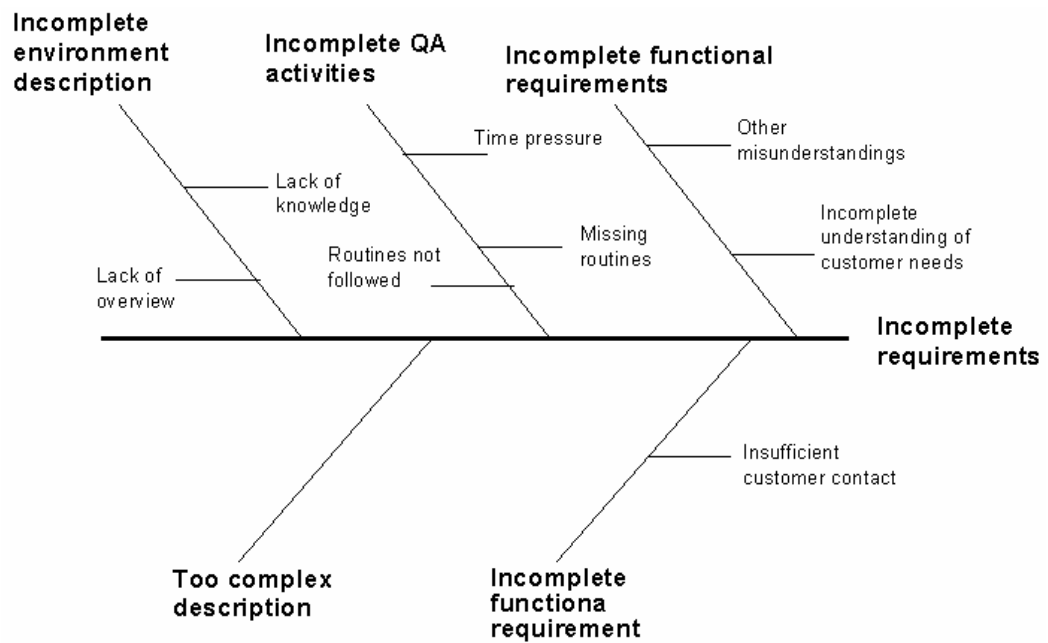 Incomplete
environment
description
Incomplete QA
activities
Incomplete functional
requirements
Time pressure
Other
misunderstandings
Lack of
knowledge
Incomplete
understanding of
customer needs
Missing
routines
Routines not
followed
Lack of
overview
Incomplete
requirements
Insufficient
customer contact
Too complex
description
Incomplete
functiona
requirement